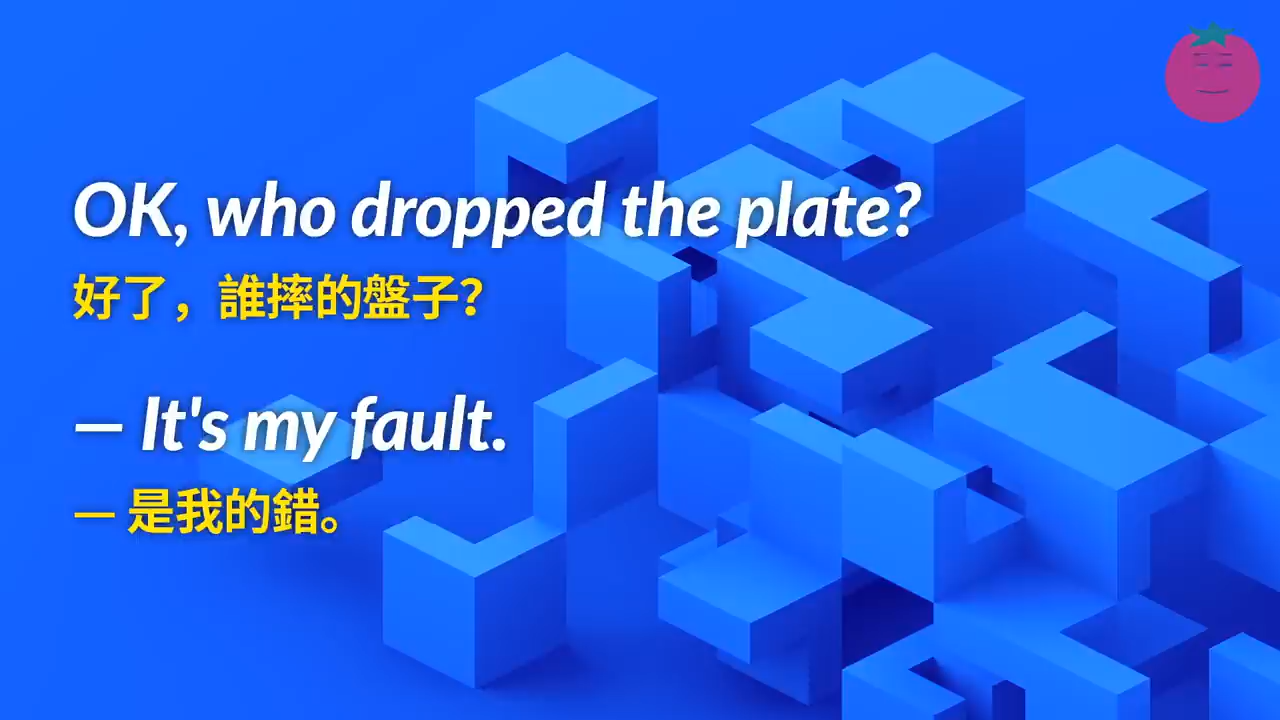 OK, who dropped the plate?
好了，誰摔的盤子？
— It's my fault.
— 是我的錯。